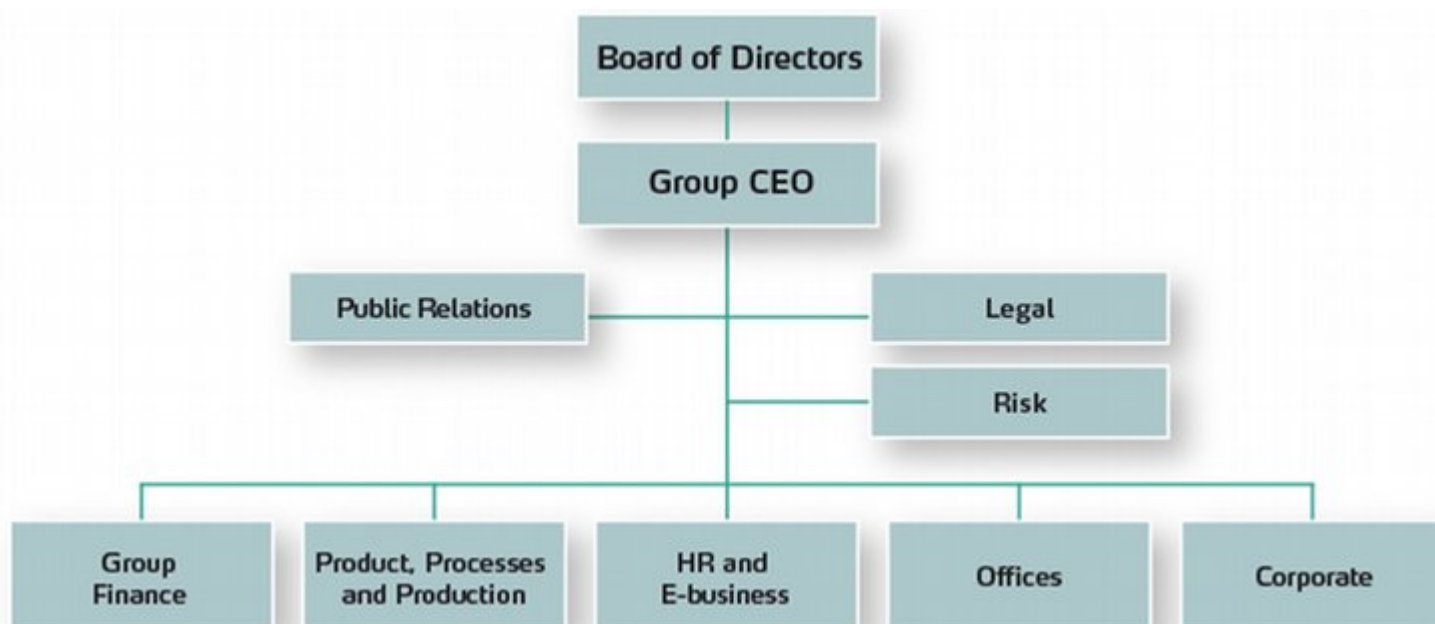 Board of Directors
Group CEO
Public Relations
Legal
Risk
Group
Finance
Product, Processes
and Production
HR and
E-business
Offices
Corporate